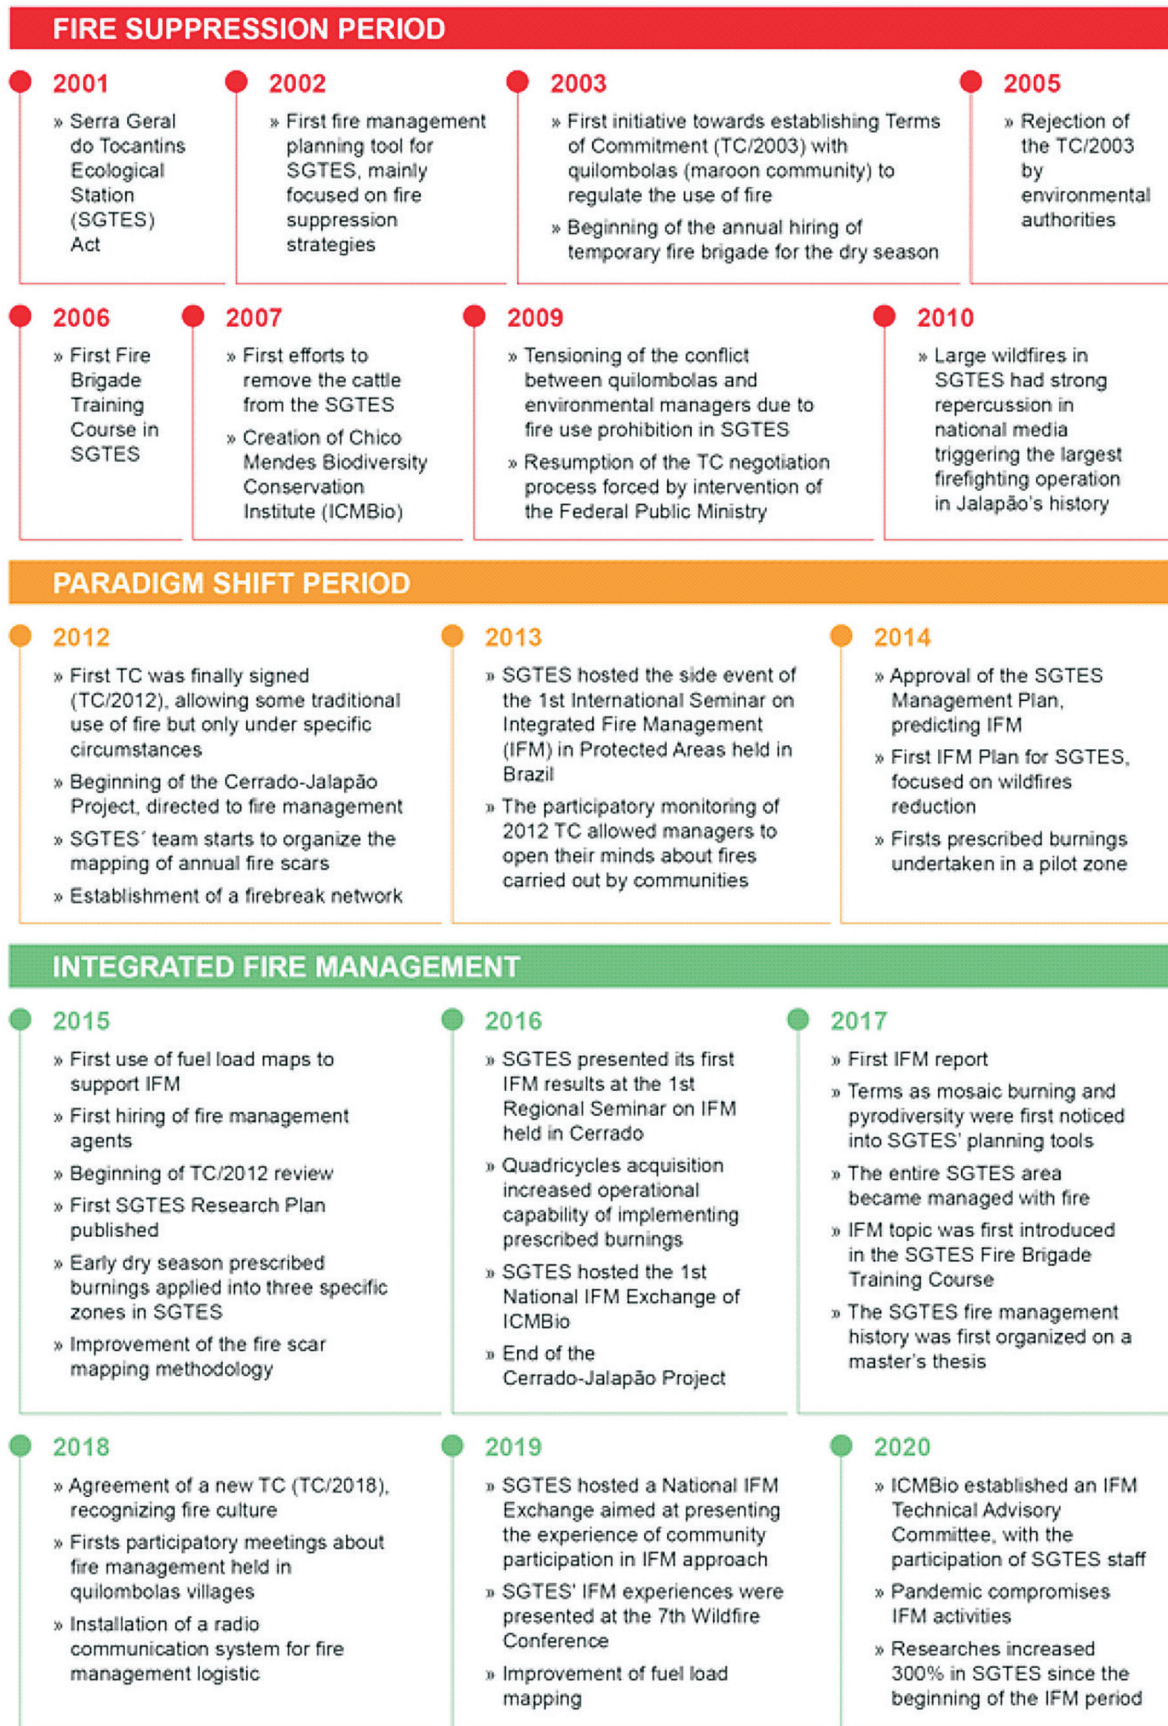 FIRE SUPPRESSION PERIOD
2001
» Serra Geral
do Tocantins
Ecological
Station
(SGTES)
Act
2002
» First fire management
planning tool for
SGTES, mainly
focused on fire
suppression
strategies
2003
» First initiative towards establishing Terms
of Commitment (TC/2003) with
quilombolas (maroon community) to
regulate the use of fire
» Beginning of the annual hiring of
temporary fire brigade for the dry season
2005
» Rejection of
the TC/2003
by
environmental
authorities
2006
» First Fire
Brigade
Training
Course in
SGTES
2007
» First efforts to
remove the cattle
from the SGTES
» Creation of Chico
Mendes Biodiversity
Conservation
Institute (ICMBio)
2009
» Tensioning of the conflict
between quilombolas and
environmental managers due to
fire use prohibition in SGTES
» Resumption of the TC negotiation
process forced by intervention of
the Federal Public Ministry
2010
» Large wildfires in
SGTES had strong
repercussion in
national media
triggering the largest
firefighting operation
in Jalapão's history
PARADIGM SHIFT PERIOD
2012
» First TC was finally signed
(TC/2012), allowing some traditional
use of fire but only under specific
circumstances
» Beginning of the Cerrado-Jalapão
Project, directed to fire management
» SGTES´ team starts to organize the
mapping of annual fire scars
» Establishment of a firebreak network
2013
» SGTES hosted the side event of
the 1st International Seminar on
Integrated Fire Management
(IFM) in Protected Areas held in
Brazil
» The participatory monitoring of
2012 TC allowed managers to
open their minds about fires
carried out by communities
2014
» Approval of the SGTES
Management Plan,
predicting IFM
» First IFM Plan for SGTES,
focused on wildfires
reduction
» Firsts prescribed burnings
undertaken in a pilot zone
INTEGRATED FIRE MANAGEMENT
2015
» First use of fuel load maps to
support IFM
» First hiring of fire management
agents
» Beginning of TC/2012 review
» First SGTES Research Plan
published
» Early dry season prescribed
burnings applied into three specific
zones in SGTES
» Improvement of the fire scar
mapping methodology
2016
» SGTES presented its first
IFM results at the 1st
Regional Seminar on IFM
held in Cerrado
» Quadricycles acquisition
increased operational
capability of implementing
prescribed burnings
» SGTES hosted the 1st
National IFM Exchange of
ICMBio
» End of the
Cerrado-Jalapão Project
2017
» First IFM report
» Terms as mosaic burning and
pyrodiversity were first noticed
into SGTES' planning tools
» The entire SGTES area
became managed with fire
» IFM topic was first introduced
in the SGTES Fire Brigade
Training Course
» The SGTES fire management
history was first organized on a
master's thesis
2018
» Agreement of a new TC (TC/2018),
recognizing fire culture
» Firsts participatory meetings about
fire management held in
quilombolas villages
» Installation of a radio
communication system for fire
management logistic
2019
» SGTES hosted a National IFM
Exchange aimed at presenting
the experience of community
participation in IFM approach
» SGTES' IFM experiences were
presented at the 7th Wildfire
Conference
» Improvement of fuel load
mapping
2020
» ICMBio established an IFM
Technical Advisory
Committee, with the
participation of SGTES staff
» Pandemic compromises
IFM activities
» Researches increased
300% in SGTES since the
beginning of the IFM period